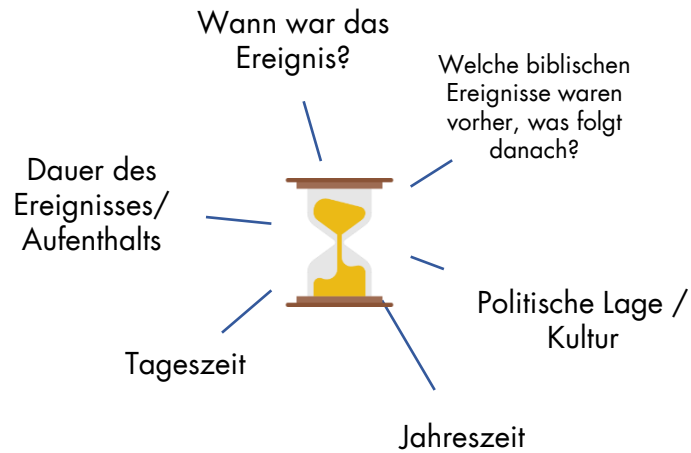 Wann war das
Ereignis?
Welche biblischen
Ereignisse waren
vorher, was folgt
danach?
Dauer des
Ereignisses/
Aufenthalts
Politische Lage /
Kultur
Tageszeit
Jahreszeit